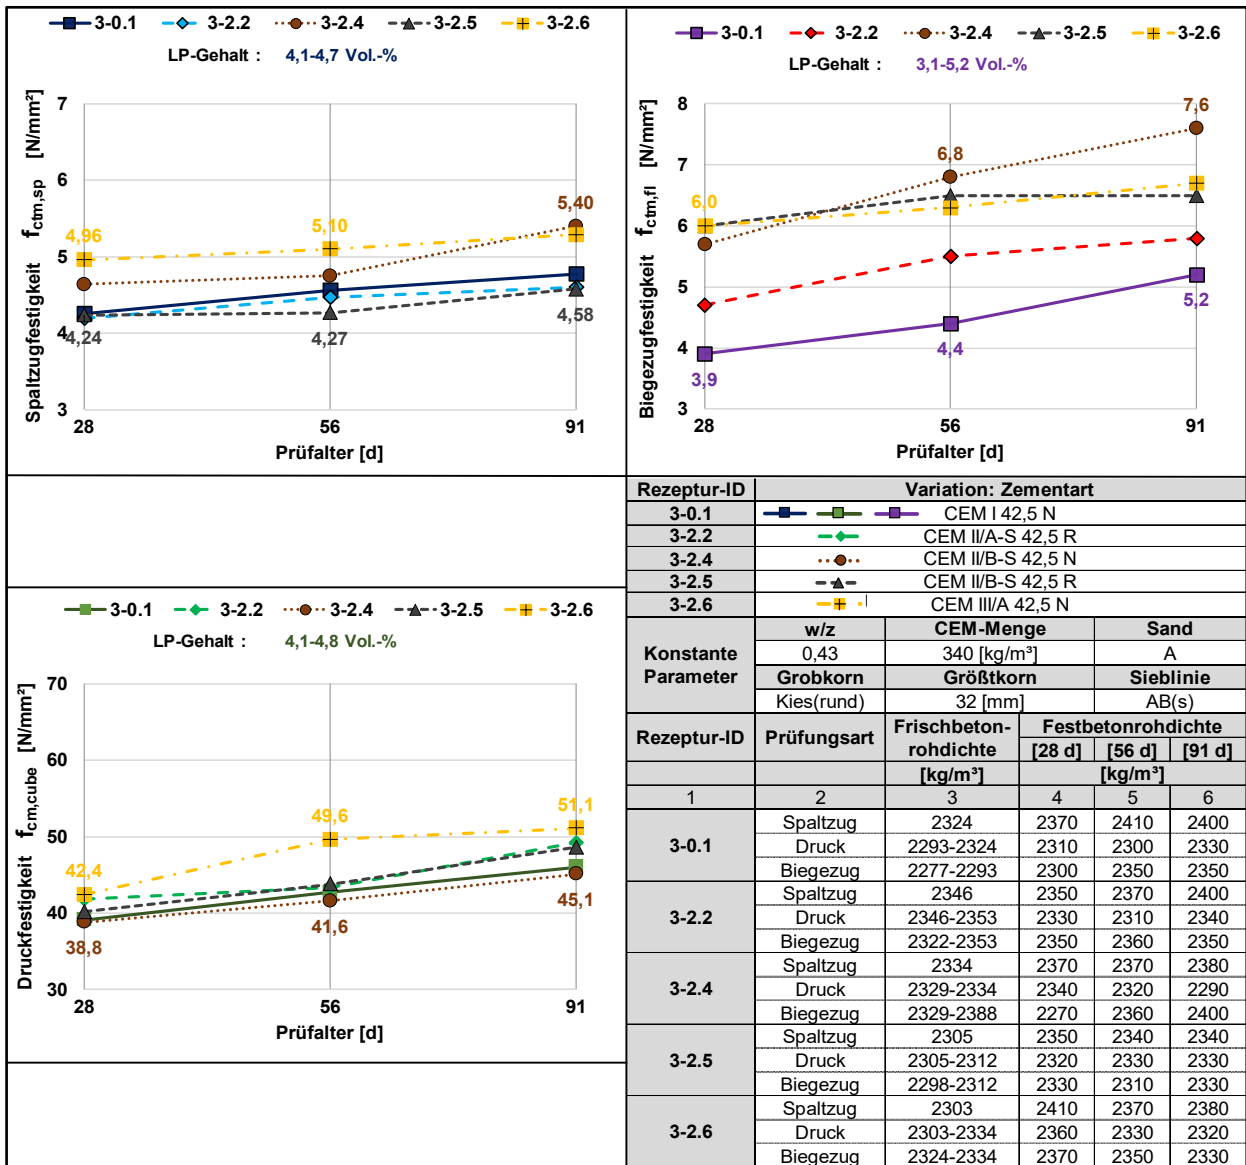 3-0.1 3-2.2 3-2.4 3-2.5 3-2.6
LP-Gehalt : 4,1-4,7 Vol.-%
Spaltzugfestigkeit fctm,sp [N/mm²]
7
6
5
4
3
4,96
5,10
5,40
4,24
4,27
4,58
28 56 91
Prüfalter [d]
3-0.1 3-2.2 3-2.4 3-2.5 3-2.6
LP-Gehalt : 3,1-5,2 Vol.-%
Biegezugfestigkeit fctm,fl [N/mm²]
8
7
6
5
4
3
6,0
6,8
7,6
3,9
4,4
5,2
28 56 91
Prüfalter [d]
3-0.1 3-2.2 3-2.4 3-2.5 3-2.6
LP-Gehalt : 4,1-4,8 Vol.-%
Druckfestigkeit fcm,cube [N/mm²]
70
60
50
40
30
42,4
49,6
51,1
38,8
41,6
45,1
28 56 91
Prüfalter [d]
Rezeptur-ID Variation: Zementart
3-0.1 CEM I 42,5 N
3-2.2 CEM II/A-S 42,5 R
3-2.4 CEM II/B-S 42,5 N
3-2.5 CEM II/B-S 42,5 R
3-2.6 CEM III/A 42,5 N
Konstante Parameter
w/z CEM-Menge Sand
0,43 340 [kg/m³] A
Grobkorn Größtkorn Sieblinie
Kies(rund) 32 [mm] AB(s)
Rezeptur-ID Prüfungsart Frischbeton-rohdichte Festbetonrohdichte
[28 d] [56 d] [91 d]
[kg/m³] [kg/m³]
1 2 3 4 5 6
3-0.1
Spaltzug 2324 2370 2410 2400
Druck 2293-2324 2310 2300 2330
Biegezug 2277-2293 2300 2350 2350
3-2.2
Spaltzug 2346 2350 2370 2400
Druck 2346-2353 2330 2310 2340
Biegezug 2322-2353 2350 2360 2350
3-2.4
Spaltzug 2334 2370 2370 2380
Druck 2329-2334 2340 2320 2290
Biegezug 2329-2388 2270 2360 2400
3-2.5
Spaltzug 2305 2350 2340 2340
Druck 2305-2312 2320 2330 2330
Biegezug 2298-2312 2330 2310 2330
3-2.6
Spaltzug 2303 2410 2370 2380
Druck 2303-2334 2360 2330 2320
Biegezug 2324-2334 2370 2350 2330